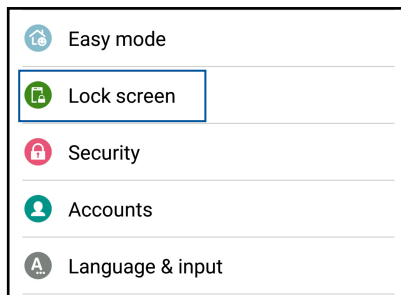 Easy mode
Lock screen
Security
Accounts
Language & input